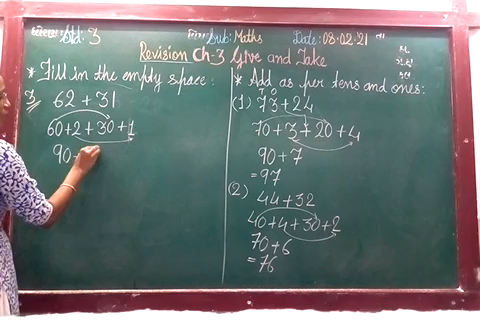 Std: 3
Sub: Maths
Date: 08.02.21
Revision Ch-3 Give and Take
* Fill in the empty space:
62 + 31
60+2+30+1
90
* Add as per tens and ones:
T O
(1) 73+24
70+3+20+4
90+7
=97
(2) 44+32
40+4+30+2
70+6
=76